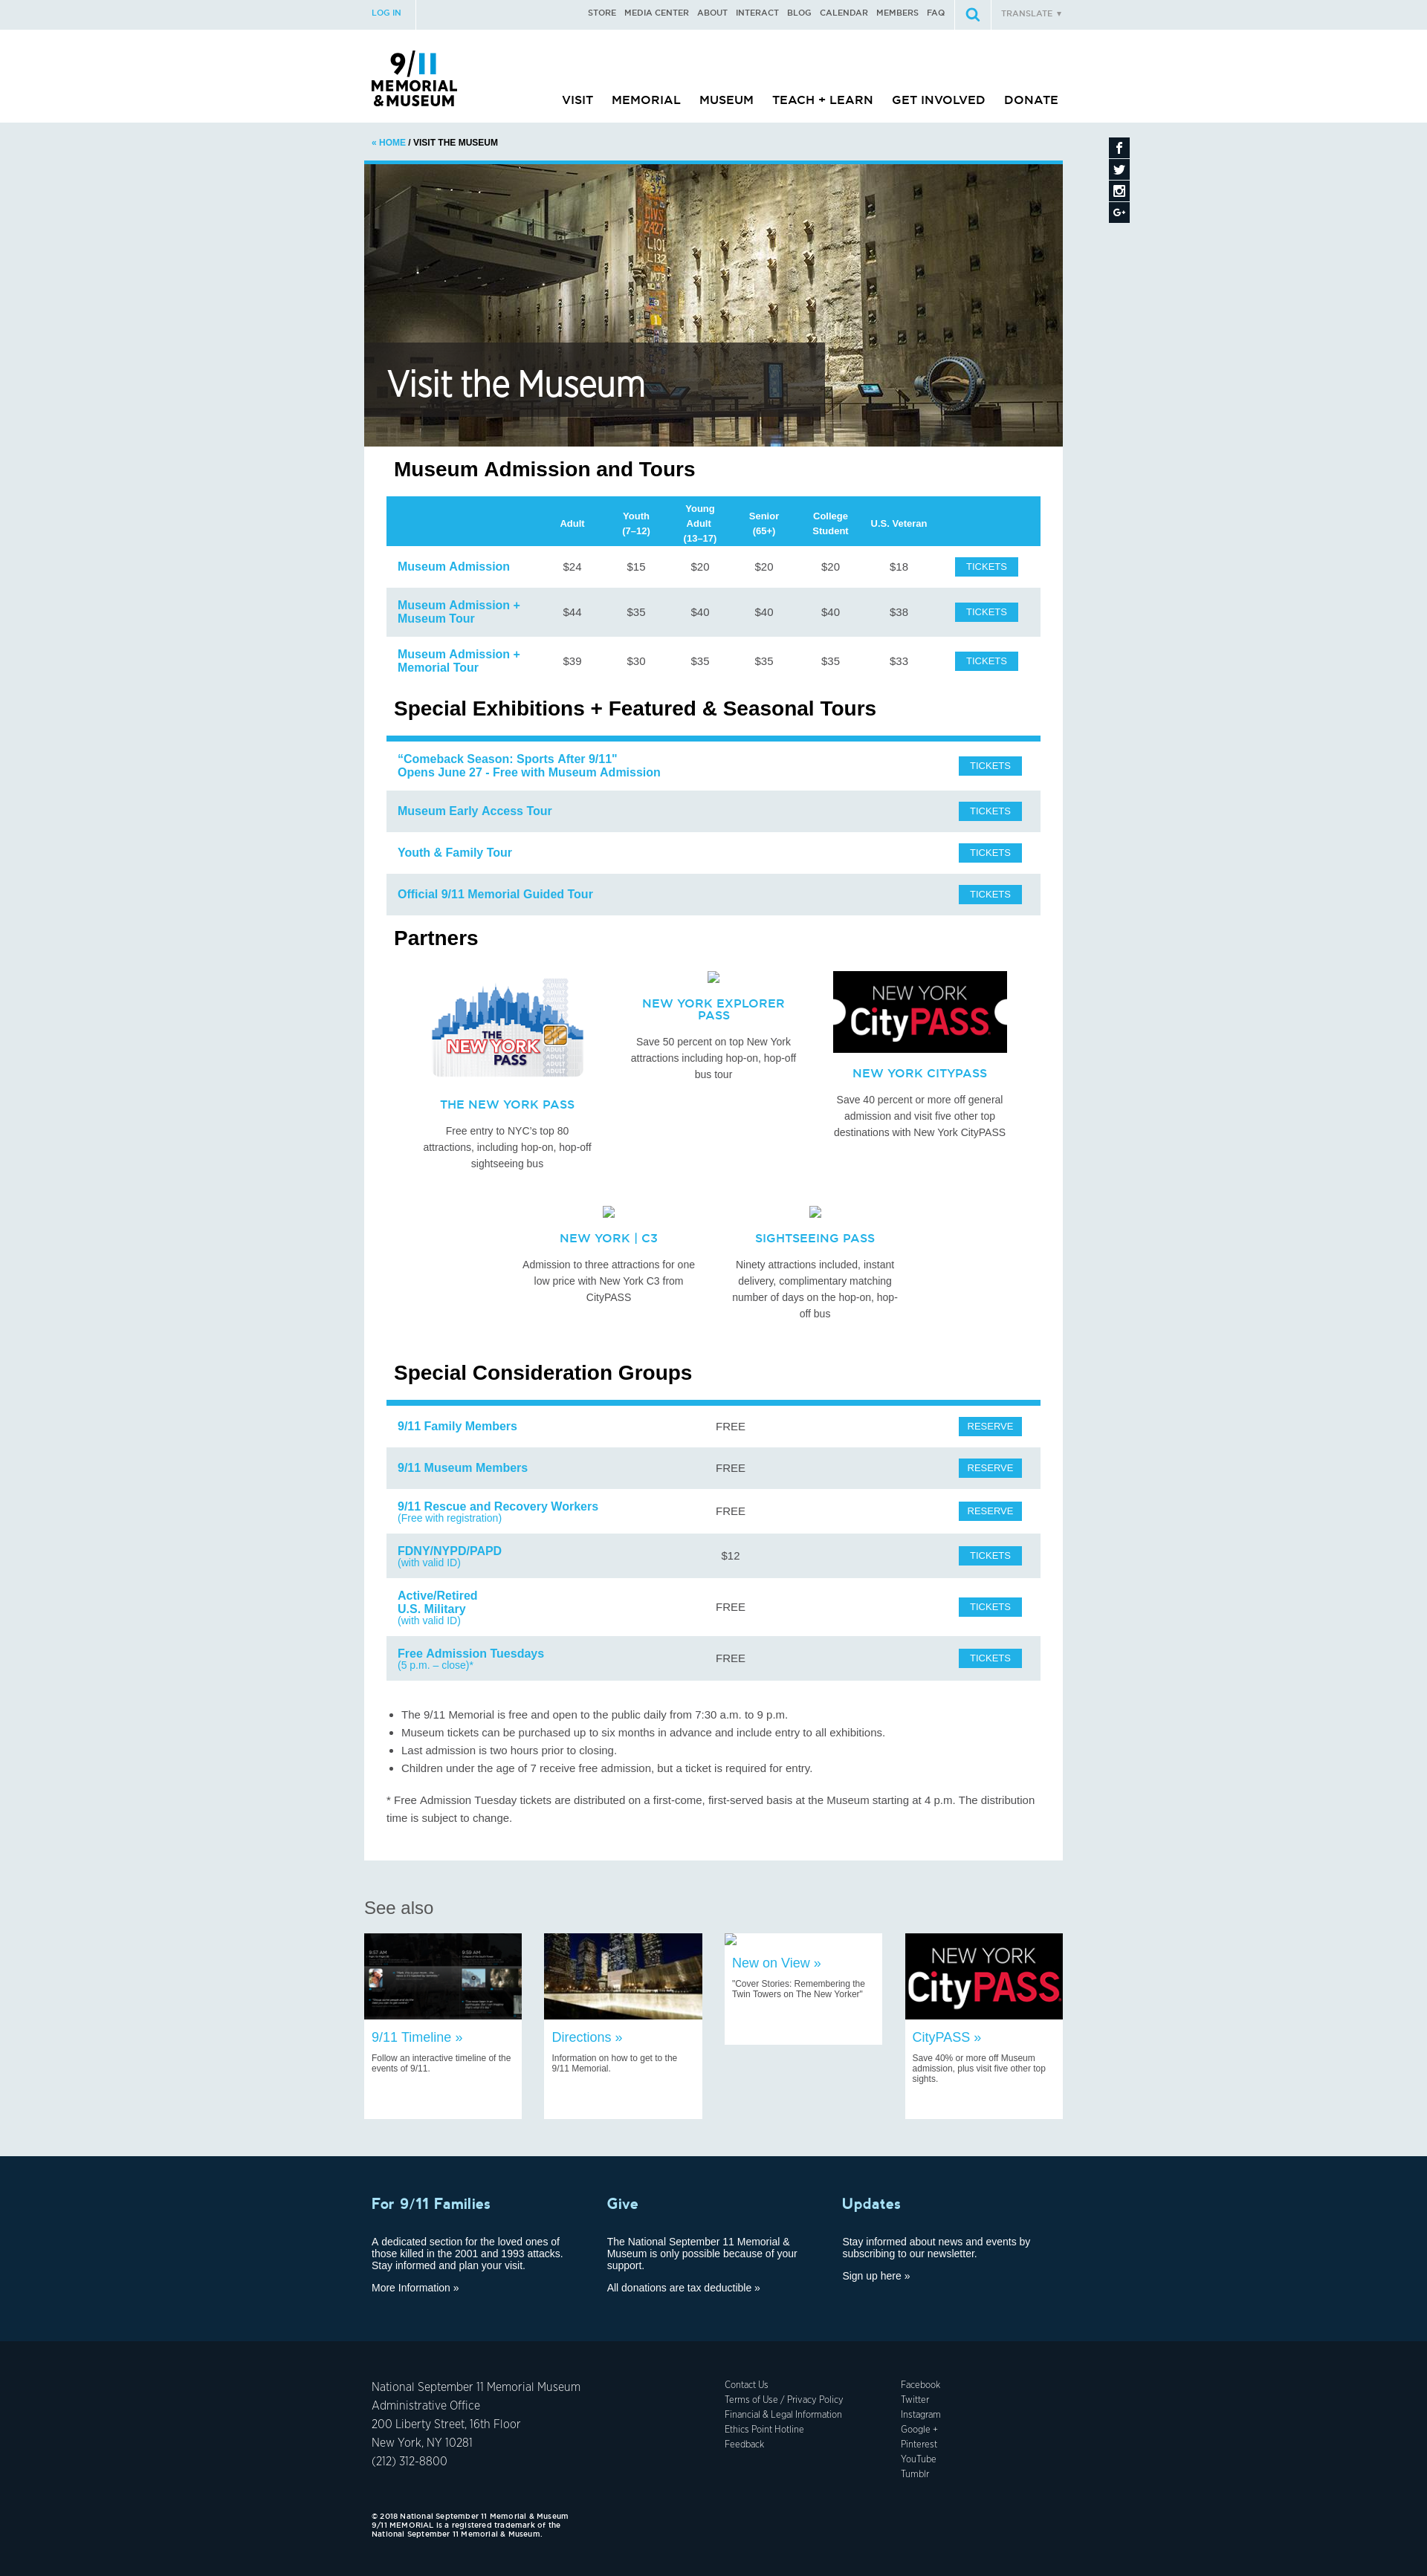 LOG IN
STORE MEDIA CENTER ABOUT INTERACT BLOG CALENDAR MEMBERS FAQ
TRANSLATE ▼
9/11
MEMORIAL
&MUSEUM
VISIT MEMORIAL MUSEUM TEACH + LEARN GET INVOLVED DONATE
« HOME / VISIT THE MUSEUM
Visit the Museum
Museum Admission and Tours
Adult
Youth
(7–12)
Young
Adult
(13–17)
Senior
(65+)
College
Student
U.S. Veteran
Museum Admission $24 $15 $20 $20 $20 $18 TICKETS
Museum Admission +
Museum Tour
$44 $35 $40 $40 $40 $38 TICKETS
Museum Admission +
Memorial Tour
$39 $30 $35 $35 $35 $33 TICKETS
Special Exhibitions + Featured & Seasonal Tours
“Comeback Season: Sports After 9/11"
Opens June 27 - Free with Museum Admission
TICKETS
Museum Early Access Tour TICKETS
Youth & Family Tour TICKETS
Official 9/11 Memorial Guided Tour TICKETS
Partners
THE
NEW YORK
PASS
ADULT
THE NEW YORK PASS
Free entry to NYC's top 80
attractions, including hop-on, hop-off
sightseeing bus
NEW YORK EXPLORER
PASS
Save 50 percent on top New York
attractions including hop-on, hop-off
bus tour
NEW YORK
CityPASS
NEW YORK CITYPASS
Save 40 percent or more off general
admission and visit five other top
destinations with New York CityPASS
NEW YORK | C3
Admission to three attractions for one
low price with New York C3 from
CityPASS
SIGHTSEEING PASS
Ninety attractions included, instant
delivery, complimentary matching
number of days on the hop-on, hop-
off bus
Special Consideration Groups
9/11 Family Members FREE RESERVE
9/11 Museum Members FREE RESERVE
9/11 Rescue and Recovery Workers
(Free with registration)
FREE RESERVE
FDNY/NYPD/PAPD
(with valid ID)
$12 TICKETS
Active/Retired
U.S. Military
(with valid ID)
FREE TICKETS
Free Admission Tuesdays
(5 p.m. – close)*
FREE TICKETS
• The 9/11 Memorial is free and open to the public daily from 7:30 a.m. to 9 p.m.
• Museum tickets can be purchased up to six months in advance and include entry to all exhibitions.
• Last admission is two hours prior to closing.
• Children under the age of 7 receive free admission, but a ticket is required for entry.
* Free Admission Tuesday tickets are distributed on a first-come, first-served basis at the Museum starting at 4 p.m. The distribution
time is subject to change.
See also
9:57 AM
9:59 AM
9/11 Timeline »
Follow an interactive timeline of the
events of 9/11.
Directions »
Information on how to get to the
9/11 Memorial.
New on View »
"Cover Stories: Remembering the
Twin Towers on The New Yorker"
NEW YORK
CityPASS
CityPASS »
Save 40% or more off Museum
admission, plus visit five other top
sights.
For 9/11 Families
A dedicated section for the loved ones of
those killed in the 2001 and 1993 attacks.
Stay informed and plan your visit.
More Information »
Give
The National September 11 Memorial &
Museum is only possible because of your
support.
All donations are tax deductible »
Updates
Stay informed about news and events by
subscribing to our newsletter.
Sign up here »
National September 11 Memorial Museum
Administrative Office
200 Liberty Street, 16th Floor
New York, NY 10281
(212) 312-8800
Contact Us
Terms of Use / Privacy Policy
Financial & Legal Information
Ethics Point Hotline
Feedback
Facebook
Twitter
Instagram
Google +
Pinterest
YouTube
Tumblr
© 2018 National September 11 Memorial & Museum
9/11 MEMORIAL is a registered trademark of the
National September 11 Memorial & Museum.